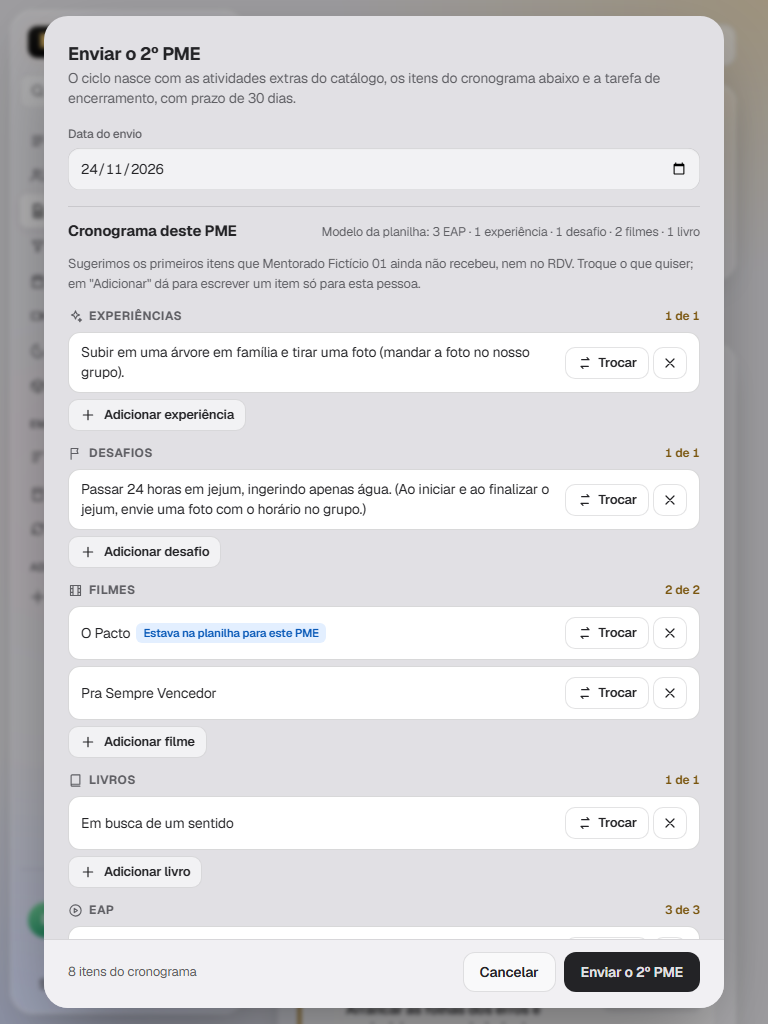 Enviar o 2º PME
O ciclo nasce com as atividades extras do catálogo, os itens do cronograma abaixo e a tarefa de
encerramento, com prazo de 30 dias.
Data do envio
24/11/2026
Cronograma deste PME
Modelo da planilha: 3 EAP · 1 experiência · 1 desafio · 2 filmes · 1 livro
Sugerimos os primeiros itens que Mentorado Fictício 01 ainda não recebeu, nem no RDV. Troque o que quiser;
em "Adicionar" dá para escrever um item só para esta pessoa.
EXPERIÊNCIAS
1 de 1
Subir em uma árvore em família e tirar uma foto (mandar a foto no nosso
grupo).
Trocar
Adicionar experiência
DESAFIOS
1 de 1
Passar 24 horas em jejum, ingerindo apenas água. (Ao iniciar e ao finalizar o
jejum, envie uma foto com o horário no grupo.)
Trocar
Adicionar desafio
FILMES
2 de 2
O Pacto
Estava na planilha para este PME
Trocar
Pra Sempre Vencedor
Trocar
Adicionar filme
LIVROS
1 de 1
Em busca de um sentido
Trocar
Adicionar livro
EAP
3 de 3
8 itens do cronograma
Cancelar
Enviar o 2º PME